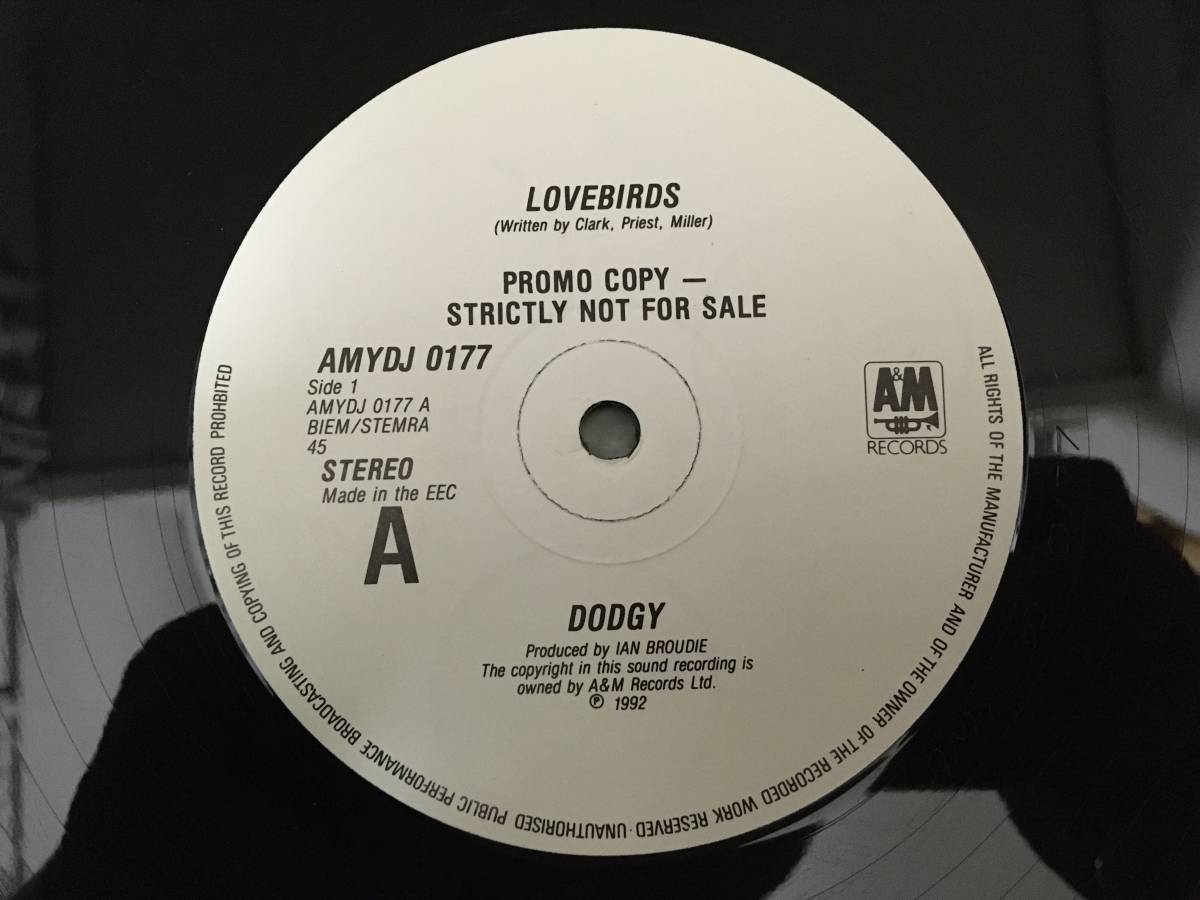 LOVEBIRDS
(Written by Clark, Priest, Miller)
PROMO COPY —
STRICTLY NOT FOR SALE
AMYDJ 0177
Side 1
AMYDJ 0177 A
BIEM/STEMRA
45
STEREO
Made in the EEC
A
A&M
RECORDS
DODGY
Produced by IAN BROUDIE
The copyright in this sound recording is
owned by A&M Records Ltd.
℗ 1992
ALL RIGHTS OF THE MANUFACTURER AND OF THE OWNER OF THE RECORDED WORK RESERVED · UNAUTHORISED PUBLIC PERFORMANCE BROADCASTING AND COPYING OF THIS RECORD PROHIBITED